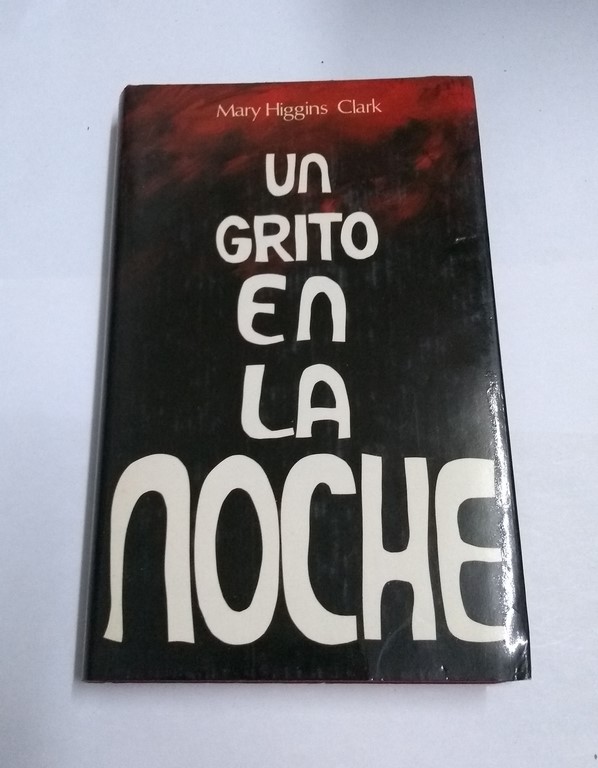 Mary Higgins Clark
Un
GRITO
En
LA
nOCHE